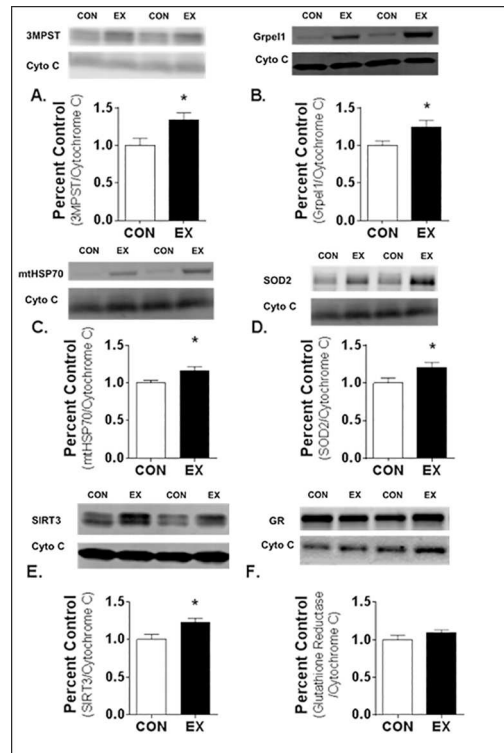 CON EX CON EX
3MPST
Cyto C
A.
*
Percent Control
(3MPST/Cytochrome C)
1.5
1.0
0.5
0.0
CON EX
CON EX CON EX
Grpel1
Cyto C
B.
*
Percent Control
(Grpel1/Cytochrome C)
1.5
1.0
0.5
0.0
CON EX
CON EX CON EX
mtHSP70
Cyto C
C.
*
Percent Control
(mtHSP70/Cytochrome C)
1.5
1.0
0.5
0.0
CON EX
CON EX CON EX
SOD2
Cyto C
D.
*
Percent Control
(SOD2/Cytochrome C)
1.5
1.0
0.5
0.0
CON EX
CON EX CON EX
SIRT3
Cyto C
E.
*
Percent Control
(SIRT3/Cytochrome C)
1.5
1.0
0.5
0.0
CON EX
CON EX CON EX
GR
Cyto C
F.
Percent Control
(Glutathione Reductase
/Cytochrome C)
1.5
1.0
0.5
0.0
CON EX